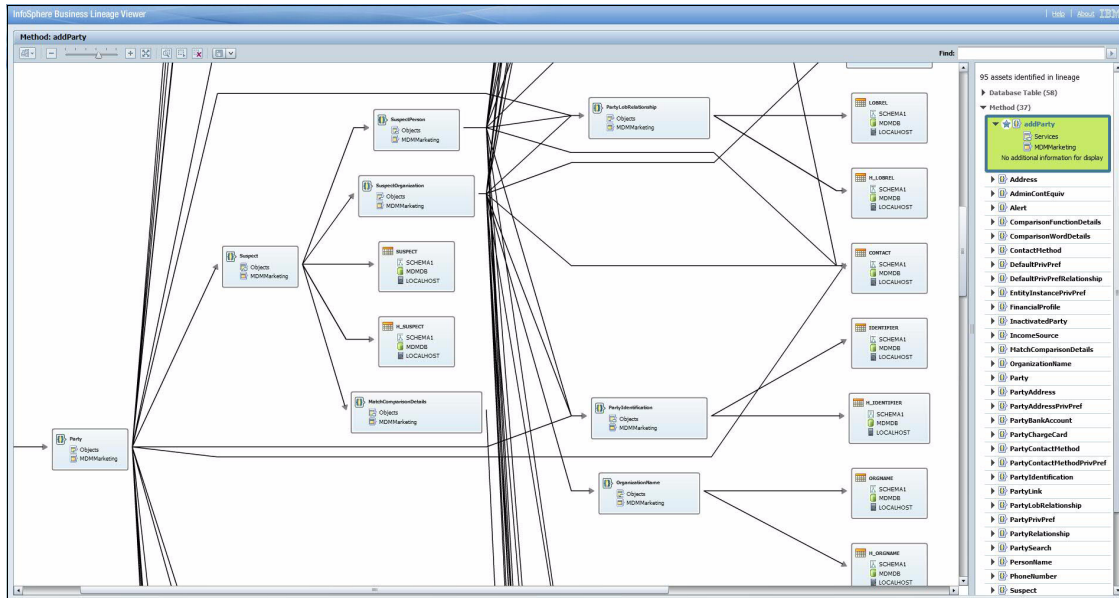 InfoSphere Business Lineage Viewer
Help | About IBM
Method: addParty
Find:
SuspectPerson
Objects
MDMMarketing
SuspectOrganization
Objects
MDMMarketing
Suspect
Objects
MDMMarketing
SUSPECT
SCHEMA1
MDMDB
LOCALHOST
H_SUSPECT
SCHEMA1
MDMDB
LOCALHOST
MatchComparisonDetails
Objects
MDMMarketing
Party
Objects
MDMMarketing
PartyLobRelationship
Objects
MDMMarketing
PartyIdentification
Objects
MDMMarketing
OrganizationName
Objects
MDMMarketing
LOBREL
SCHEMA1
MDMDB
LOCALHOST
H_LOBREL
SCHEMA1
MDMDB
LOCALHOST
CONTACT
SCHEMA1
MDMDB
LOCALHOST
IDENTIFIER
SCHEMA1
MDMDB
LOCALHOST
H_IDENTIFIER
SCHEMA1
MDMDB
LOCALHOST
ORGNAME
SCHEMA1
MDMDB
LOCALHOST
H_ORGNAME
SCHEMA1
MDMDB
LOCALHOST
95 assets identified in lineage
Database Table (58)
Method (37)
addParty
Services
MDMMarketing
No additional information for display
Address
AdminContEquiv
Alert
ComparisonFunctionDetails
ComparisonWordDetails
ContactMethod
DefaultPrivPref
DefaultPrivPrefRelationship
EntityInstancePrivPref
FinancialProfile
InactivatedParty
IncomeSource
MatchComparisonDetails
OrganizationName
Party
PartyAddress
PartyAddressPrivPref
PartyBankAccount
PartyChargeCard
PartyContactMethod
PartyContactMethodPrivPref
PartyIdentification
PartyLink
PartyLobRelationship
PartyPrivPref
PartyRelationship
PartySearch
PersonName
PhoneNumber
Suspect